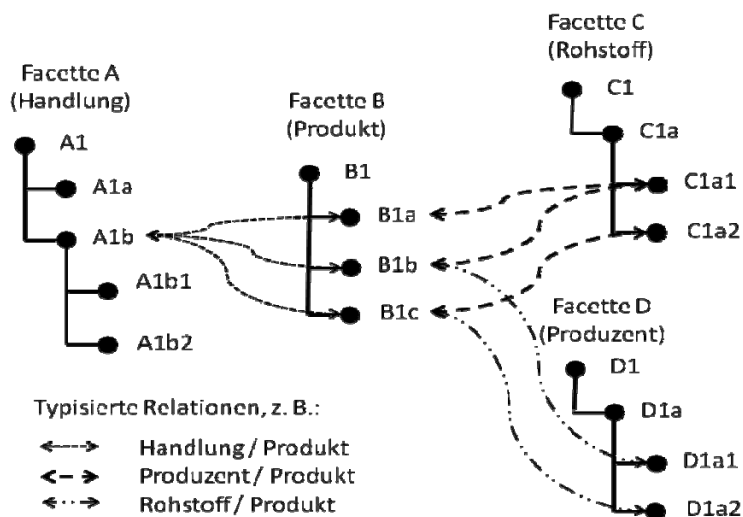 Facette A
(Handlung)
A1
A1a
A1b
A1b1
A1b2
Facette B
(Produkt)
B1
B1a
B1b
B1c
Facette C
(Rohstoff)
C1
C1a
C1a1
C1a2
Facette D
(Produzent)
D1
D1a
D1a1
D1a2
Typisierte Relationen, z. B.:
Handlung / Produkt
Produzent / Produkt
Rohstoff / Produkt